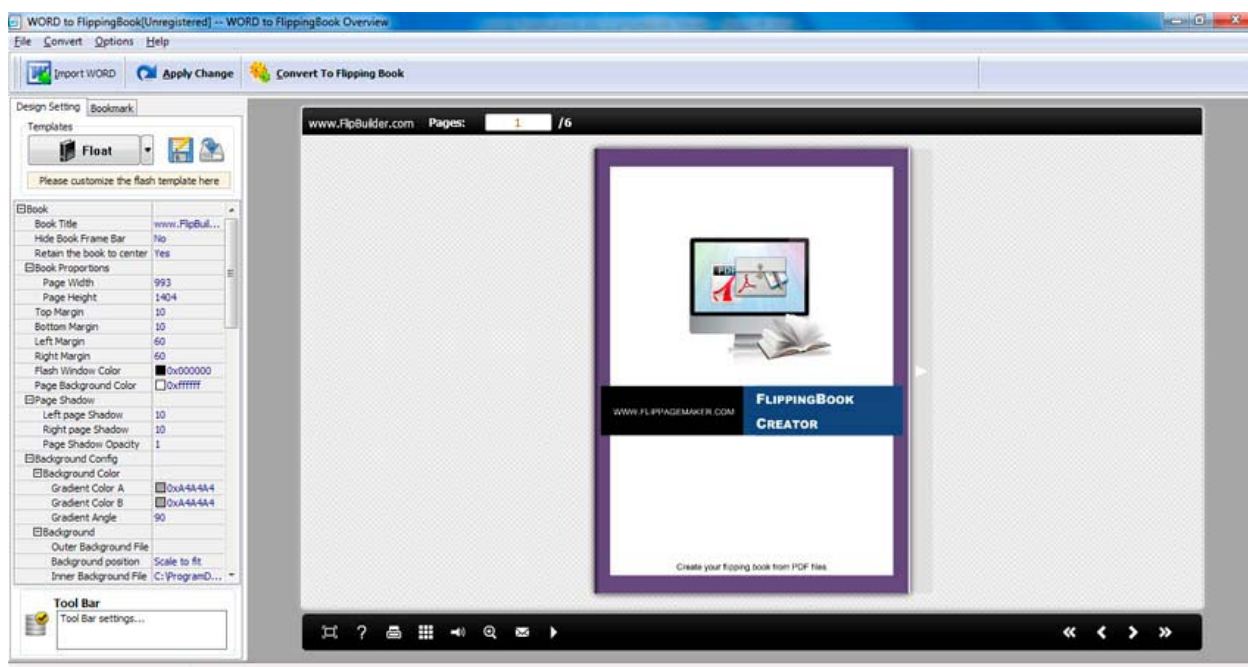 WORD to FlippingBook[Unregistered] -- WORD to FlippingBook Overview
File Convert Options Help
Import WORD Apply Change Convert To Flipping Book
Design Setting Bookmark
Templates
Float
Please customize the flash template here
Book
Book Title www.FlipBuil...
Hide Book Frame Bar No
Retain the book to center Yes
Book Proportions
Page Width 993
Page Height 1404
Top Margin 10
Bottom Margin 10
Left Margin 60
Right Margin 60
Flash Window Color 0x000000
Page Background Color 0xffffff
Page Shadow
Left page Shadow 10
Right page Shadow 10
Page Shadow Opacity 1
Background Config
Background Color
Gradient Color A 0xA4A4A4
Gradient Color B 0xA4A4A4
Gradient Angle 90
Background
Outer Background File
Background position Scale to fit
Inner Background File C:\ProgramD...
Tool Bar
Tool Bar settings...
www.FlipBuilder.com Pages: 1 /6
PDF
WWW.FLIPPAGEMAKER.COM
FLIPPINGBOOK
CREATOR
Create your flipping book from PDF files